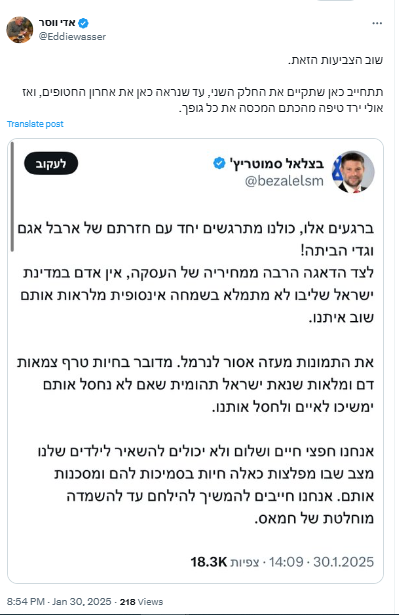 אדי ווסר
@Eddiewasser
שוב הצביעות הזאת.
תתחייב כאן שתקיים את החלק השני, עד שנראה כאן את אחרון החטופים, ואז
אולי ירד טיפה מהכתם המכסה את כל גופך.
Translate post
בצלאל סמוטריץ'
לעקוב
@bezalelsm
ברגעים אלו, כולנו מתרגשים יחד עם חזרתם של ארבל אגם
וגדי הביתה!
לצד הדאגה הרבה ממחיריה של העסקה, אין אדם במדינת
ישראל שליבו לא מתמלא בשמחה אינסופית מלראות אותם
שוב איתנו.
את התמונות מעזה אסור לנרמל. מדובר בחיות טרף צמאות
דם ומלאות שנאת ישראל תהומית שאם לא נחסל אותם
ימשיכו לאיים ולחסל אותנו.
אנחנו חפצי חיים ושלום ולא יכולים להשאיר לילדים שלנו
מצב שבו מפלצות כאלה חיות בסמיכות להם ומסכנות
אותם. אנחנו חייבים להמשיך להילחם עד להשמדה
מוחלטת של חמאס.
30.1.2025 · 14:09 · צפיות 18.3K
8:54 PM · Jan 30, 2025 · 218 Views